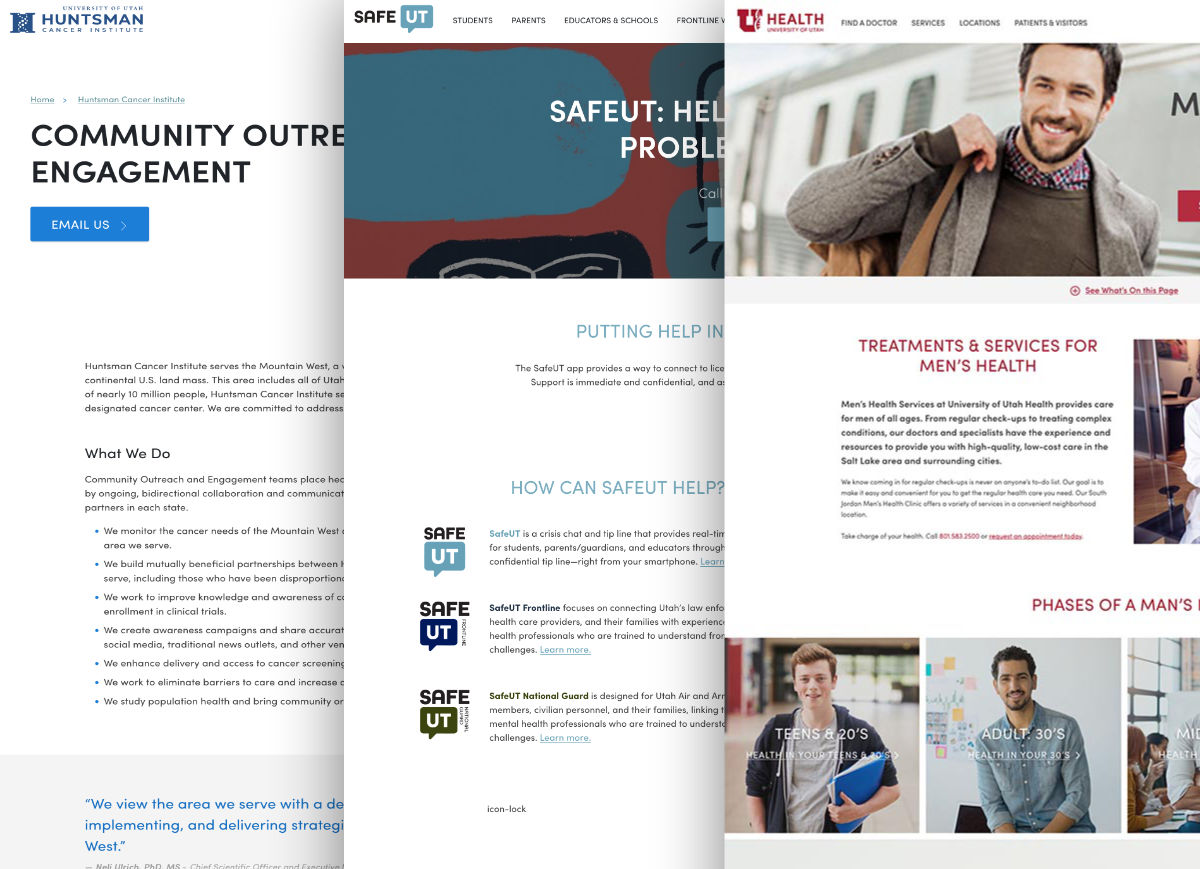 UNIVERSITY OF UTAH
HUNTSMAN
CANCER INSTITUTE
Home > Huntsman Cancer Institute
COMMUNITY OUTRE
ENGAGEMENT
EMAIL US
Huntsman Cancer Institute serves the Mountain West, a
continental U.S. land mass. This area includes all of Utah
of nearly 10 million people, Huntsman Cancer Institute se
designated cancer center. We are committed to address
What We Do
Community Outreach and Engagement teams place hea
by ongoing, bidirectional collaboration and communicat
partners in each state.
• We monitor the cancer needs of the Mountain West
area we serve.
• We build mutually beneficial partnerships between
serve, including those who have been disproportion
• We work to improve knowledge and awareness of
enrollment in clinical trials.
• We create awareness campaigns and share accurat
social media, traditional news outlets, and other ven
• We enhance delivery and access to cancer screening
• We work to eliminate barriers to care and increase
• We study population health and bring community or
“We view the area we serve with a de
implementing, and delivering strategi
West.”
— Neli Ulrich, PhD, MS - Chief Scientific Officer and Executive
SAFE UT
STUDENTS
PARENTS
EDUCATORS & SCHOOLS
FRONTLINE
SAFEUT: HEL
PROBLE
Call
PUTTING HELP IN
The SafeUT app provides a way to connect to lice
Support is immediate and confidential, and as
HOW CAN SAFEUT HELP?
SAFE
UT
SafeUT is a crisis chat and tip line that provides real-tim
for students, parents/guardians, and educators through
confidential tip line—right from your smartphone. Learn
SAFE
UT
FRONTLINE
SafeUT Frontline focuses on connecting Utah’s law enfo
health care providers, and their families with experience
health professionals who are trained to understand fron
challenges. Learn more.
SAFE
UT
NATIONAL
GUARD
SafeUT National Guard is designed for Utah Air and Arm
members, civilian personnel, and their families, linking t
mental health professionals who are trained to understa
challenges. Learn more.
icon-lock
U HEALTH
UNIVERSITY OF UTAH
FIND A DOCTOR
SERVICES
LOCATIONS
PATIENTS & VISITORS
M
See What's On this Page
TREATMENTS & SERVICES FOR
MEN’S HEALTH
Men’s Health Services at University of Utah Health provides care
for men of all ages. From regular check-ups to treating complex
conditions, our doctors and specialists have the experience and
resources to provide you with high-quality, low-cost care in the
Salt Lake area and surrounding cities.
We know coming in for regular check-ups is never on anyone's to-do list. Our goal is to
make it easy and convenient for you to get the regular health care you need. Our South
Jordan Men's Health Clinic offers a variety of services in a convenient neighborhood
location.
Take charge of your health. Call 801.583.2500 or request an appointment today.
PHASES OF A MAN’S
TEENS & 20’S
HEALTH IN YOUR TEENS & 20'S >
ADULT: 30’S
HEALTH IN YOUR 30'S >
MID
HEALTH